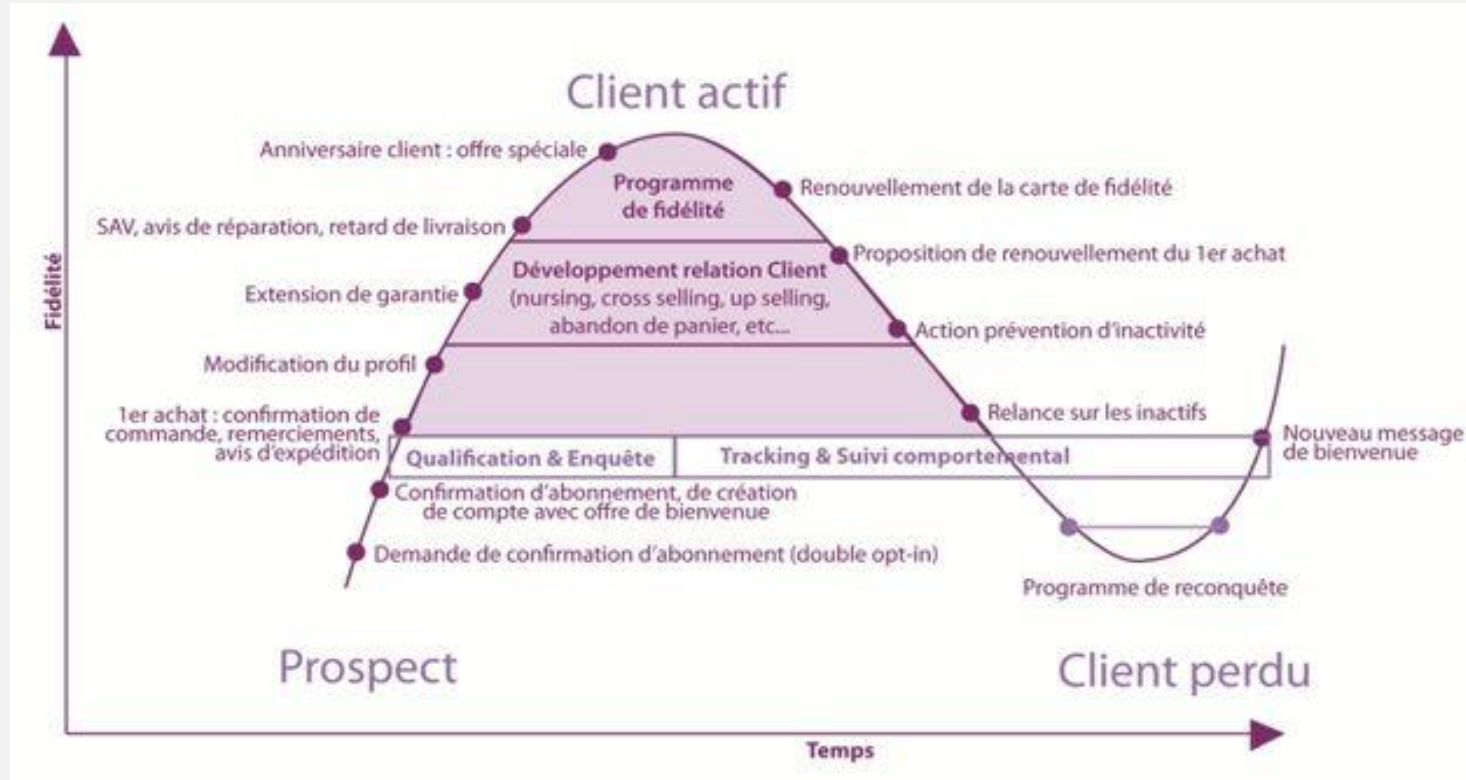 Client actif
Anniversaire client : offre spéciale
Programme
de fidélité
Renouvellement de la carte de fidélité
SAV, avis de réparation, retard de livraison
Proposition de renouvellement du 1er achat
Développement relation Client
(nursing, cross selling, up selling,
abandon de panier, etc...
Extension de garantie
Fidélité
Action prévention d'inactivité
Modification du profil
1er achat : confirmation de
commande, remerciements,
avis d'expédition
Relance sur les inactifs
Nouveau message
de bienvenue
Qualification & Enquête
Tracking & Suivi comportemental
Confirmation d'abonnement, de création
de compte avec offre de bienvenue
Demande de confirmation d'abonnement (double opt-in)
Programme de reconquête
Prospect
Client perdu
Temps